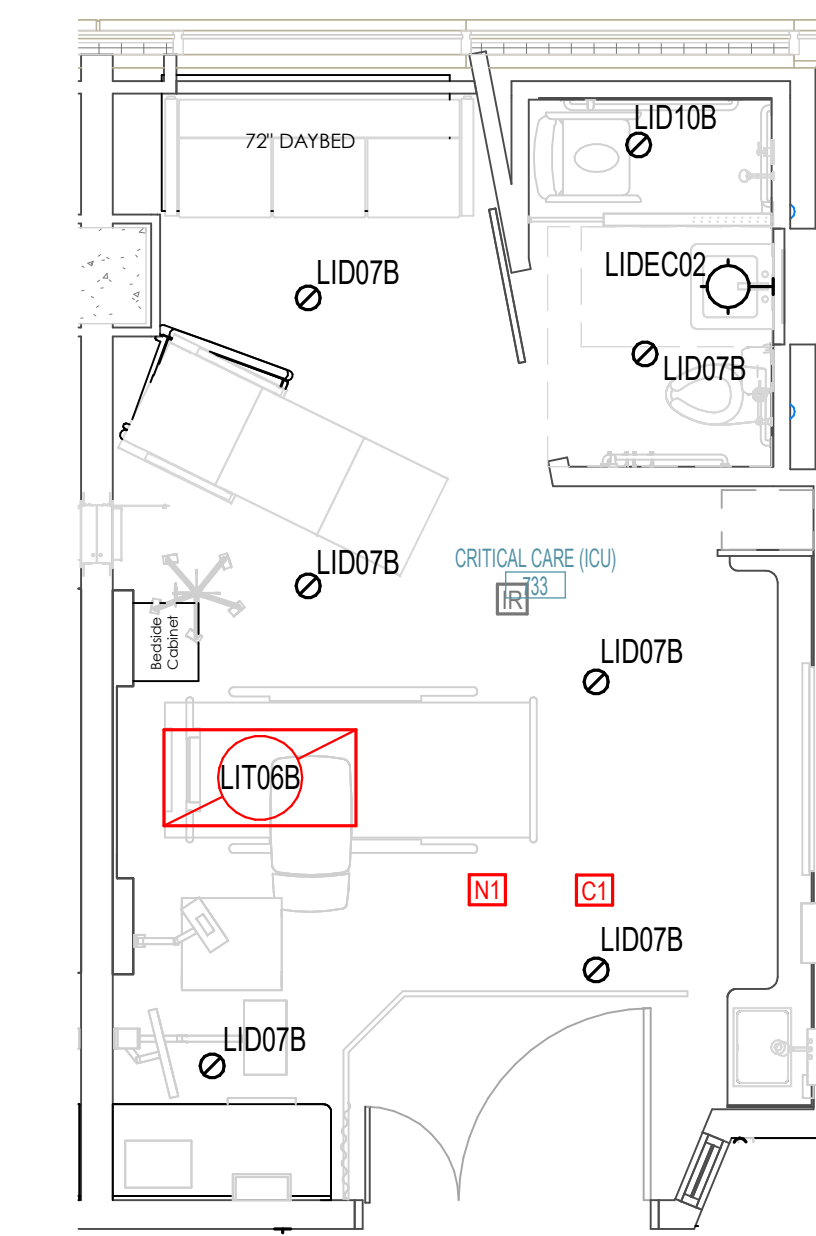 LID10B
72" DAYBED
LID07B
LIDEC02
LID07B
LID07B
CRITICAL CARE (ICU)
733
IR
Bedside
Cabinet
LID07B
LIT06B
N1
C1
LID07B
LID07B